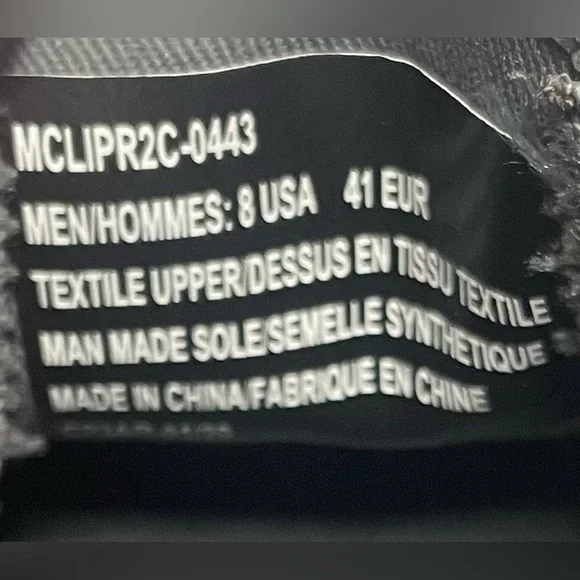 MCLIPR2C-0443
MEN/HOMMES: 8 USA 41 EUR
TEXTILE UPPER/DESSUS EN TISSU TEXTILE
MAN MADE SOLE SEMELLE SYNTHETIQUE
MADE IN CHINA/FABRIQUE EN CHINE